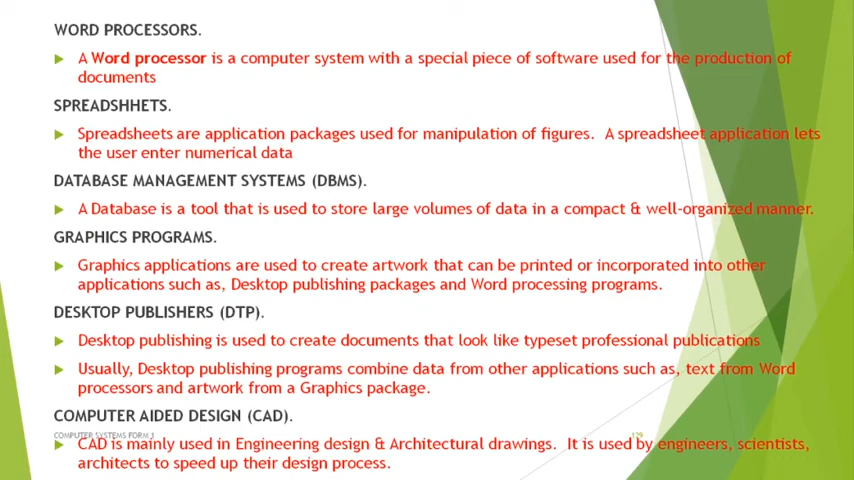 WORD PROCESSORS.
A Word processor is a computer system with a special piece of software used for the production of
documents
SPREADSHHETS.
Spreadsheets are application packages used for manipulation of figures. A spreadsheet application lets
the user enter numerical data
DATABASE MANAGEMENT SYSTEMS (DBMS).
A Database is a tool that is used to store large volumes of data in a compact & well-organized manner.
GRAPHICS PROGRAMS.
Graphics applications are used to create artwork that can be printed or incorporated into other
applications such as, Desktop publishing packages and Word processing programs.
DESKTOP PUBLISHERS (DTP).
Desktop publishing is used to create documents that look like typeset professional publications
Usually, Desktop publishing programs combine data from other applications such as, text from Word
processors and artwork from a Graphics package.
COMPUTER AIDED DESIGN (CAD).
COMPUTER SYSTEMS FORM 1
129
CAD is mainly used in Engineering design & Architectural drawings. It is used by engineers, scientists,
architects to speed up their design process.